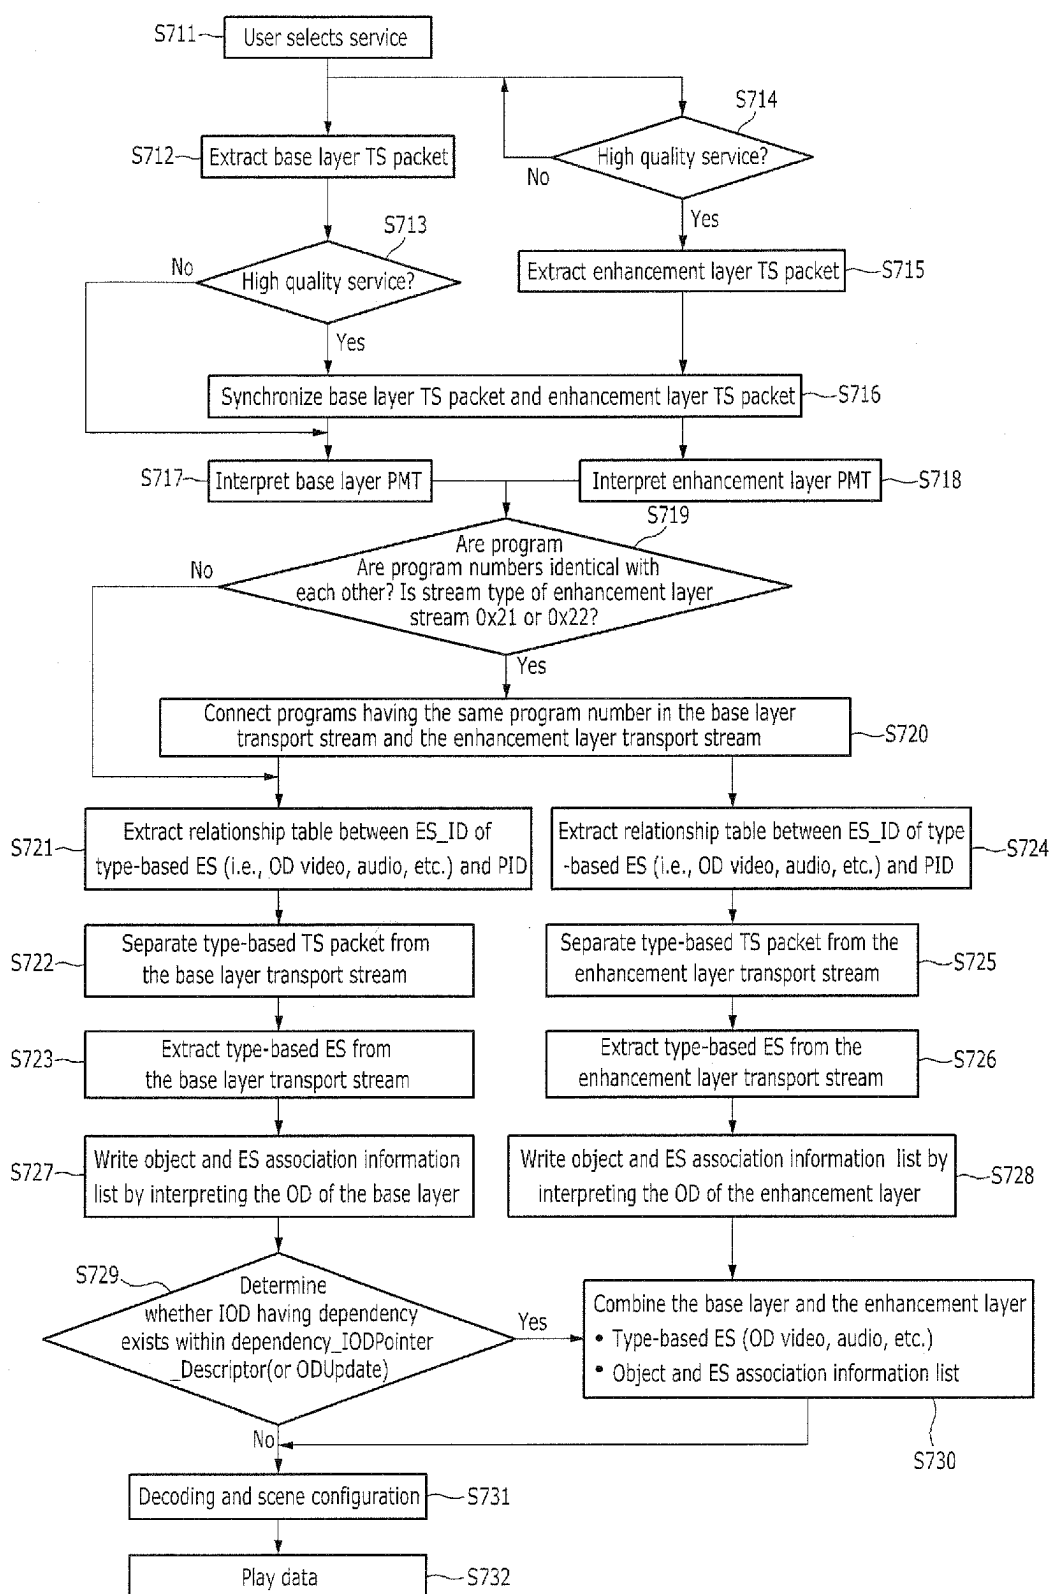 S711
User selects service
S714
S712
Extract base layer TS packet
High quality service?
No
Yes
S713
No
High quality service?
Extract enhancement layer TS packet
S715
Yes
Synchronize base layer TS packet and enhancement layer TS packet
S716
S717
Interpret base layer PMT
Interpret enhancement layer PMT
S718
S719
No
Are program
Are program numbers identical with
each other? Is stream type of enhancement layer
stream 0x21 or 0x22?
Yes
Connect programs having the same program number in the base layer
transport stream and the enhancement layer transport stream
S720
S721
Extract relationship table between ES_ID of
type-based ES (i.e., OD video, audio, etc.) and PID
Extract relationship table between ES_ID of type
-based ES (i.e., OD video, audio, etc.) and PID
S724
S722
Separate type-based TS packet from
the base layer transport stream
Separate type-based TS packet from the
enhancement layer transport stream
S725
S723
Extract type-based ES from
the base layer transport stream
Extract type-based ES from the
enhancement layer transport stream
S726
S727
Write object and ES association information
list by interpreting the OD of the base layer
Write object and ES association information list by
interpreting the OD of the enhancement layer
S728
S729
Determine
whether IOD having dependency
exists within dependency_IODPointer
_Descriptor(or ODUpdate)
Yes
No
Combine the base layer and the enhancement layer
• Type-based ES (OD video, audio, etc.)
• Object and ES association information list
S730
Decoding and scene configuration
S731
Play data
S732